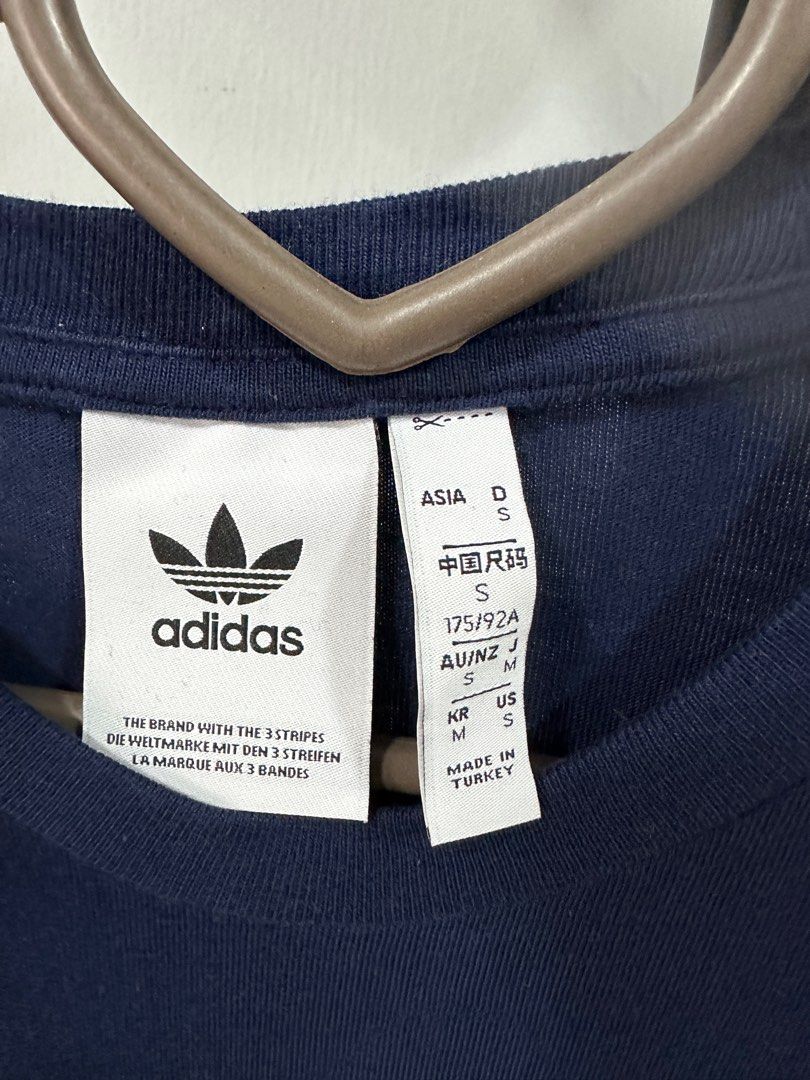 adidas
THE BRAND WITH THE 3 STRIPES
DIE WELTMARKE MIT DEN 3 STREIFEN
LA MARQUE AUX 3 BANDES
ASIA D
S
中国尺码
S
175/92A
AU/NZ J
S M
KR US
M S
MADE IN
TURKEY